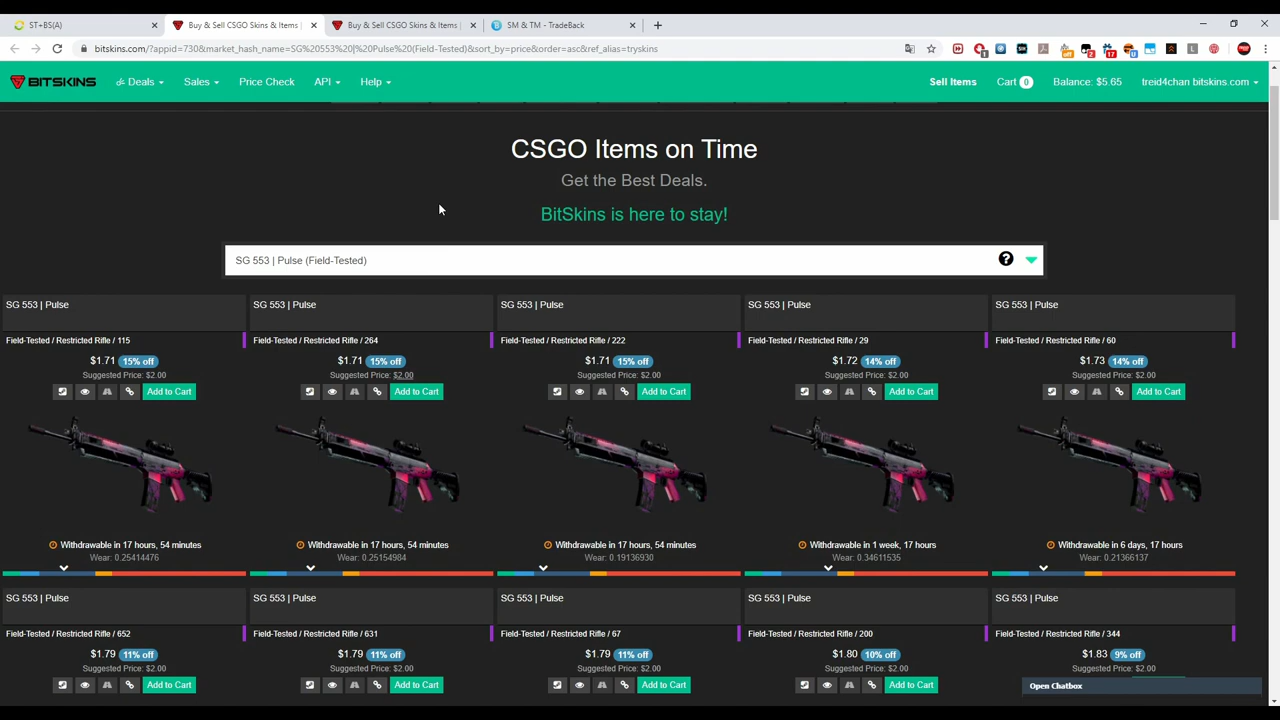 ST+BS(A)
Buy & Sell CSGO Skins & Items |
Buy & Sell CSGO Skins & Items |
SM & TM - TradeBack
bitskins.com/?appid=730&market_hash_name=SG%20553%20|%20Pulse%20(Field-Tested)&sort_by=price&order=asc&ref_alias=tryskins
BITSKINS
Deals
Sales
Price Check
API
Help
Sell Items
Cart 0
Balance: $5.65
treid4chan bitskins.com
CSGO Items on Time
Get the Best Deals.
BitSkins is here to stay!
SG 553 | Pulse (Field-Tested)
SG 553 | Pulse
SG 553 | Pulse
SG 553 | Pulse
SG 553 | Pulse
SG 553 | Pulse
Field-Tested / Restricted Rifle / 115
Field-Tested / Restricted Rifle / 264
Field-Tested / Restricted Rifle / 222
Field-Tested / Restricted Rifle / 29
Field-Tested / Restricted Rifle / 60
$1.71 15% off
$1.71 15% off
$1.71 15% off
$1.72 14% off
$1.73 14% off
Suggested Price: $2.00
Suggested Price: $2.00
Suggested Price: $2.00
Suggested Price: $2.00
Suggested Price: $2.00
Add to Cart
Add to Cart
Add to Cart
Add to Cart
Add to Cart
Withdrawable in 17 hours, 54 minutes
Withdrawable in 17 hours, 54 minutes
Withdrawable in 17 hours, 54 minutes
Withdrawable in 1 week, 17 hours
Withdrawable in 6 days, 17 hours
Wear: 0.25414476
Wear: 0.25154984
Wear: 0.19136930
Wear: 0.34611535
Wear: 0.21366137
SG 553 | Pulse
SG 553 | Pulse
SG 553 | Pulse
SG 553 | Pulse
SG 553 | Pulse
Field-Tested / Restricted Rifle / 652
Field-Tested / Restricted Rifle / 631
Field-Tested / Restricted Rifle / 67
Field-Tested / Restricted Rifle / 200
Field-Tested / Restricted Rifle / 344
$1.79 11% off
$1.79 11% off
$1.79 11% off
$1.80 10% off
$1.83 9% off
Suggested Price: $2.00
Suggested Price: $2.00
Suggested Price: $2.00
Suggested Price: $2.00
Suggested Price: $2.00
Add to Cart
Add to Cart
Add to Cart
Add to Cart
Open Chatbox